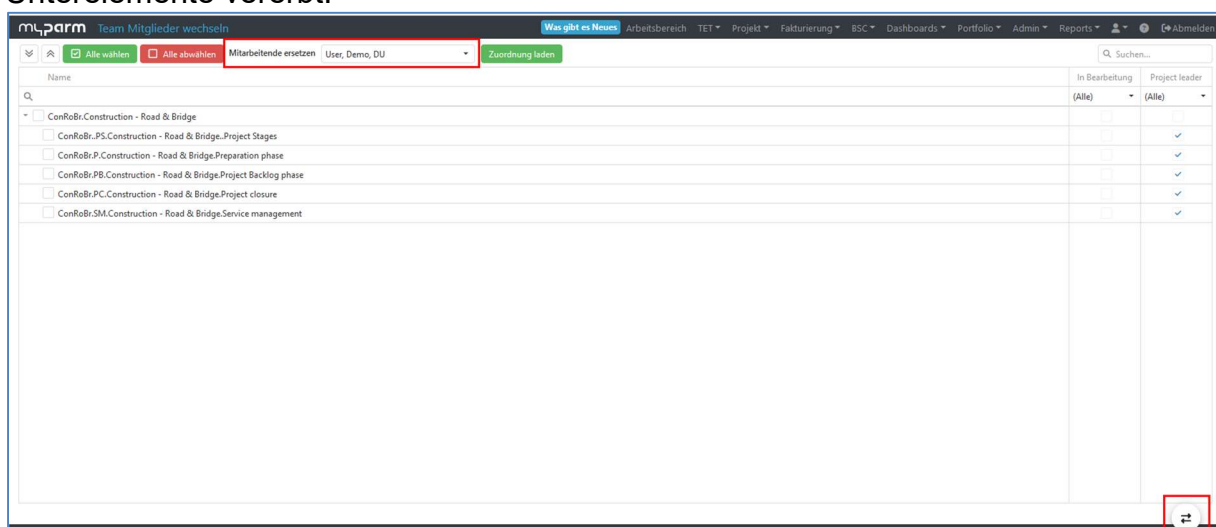 Unterelemente vererbt.
myparm Team Mitglieder wechseln Was gibt es Neues Arbeitsbereich TET Projekt Fakturierung BSC Dashboards Portfolio Admin Reports Abmelden
Alle wählen Alle abwählen Mitarbeitende ersetzen User, Demo, DU Zuordnung laden Suchen...
Name In Bearbeitung Project leader
(Alle) (Alle)
ConRoBr.Construction - Road & Bridge
ConRoBr..PS.Construction - Road & Bridge..Project Stages
ConRoBr.P.Construction - Road & Bridge.Preparation phase
ConRoBr.PB.Construction - Road & Bridge.Project Backlog phase
ConRoBr.PC.Construction - Road & Bridge.Project closure
ConRoBr.SM.Construction - Road & Bridge.Service management